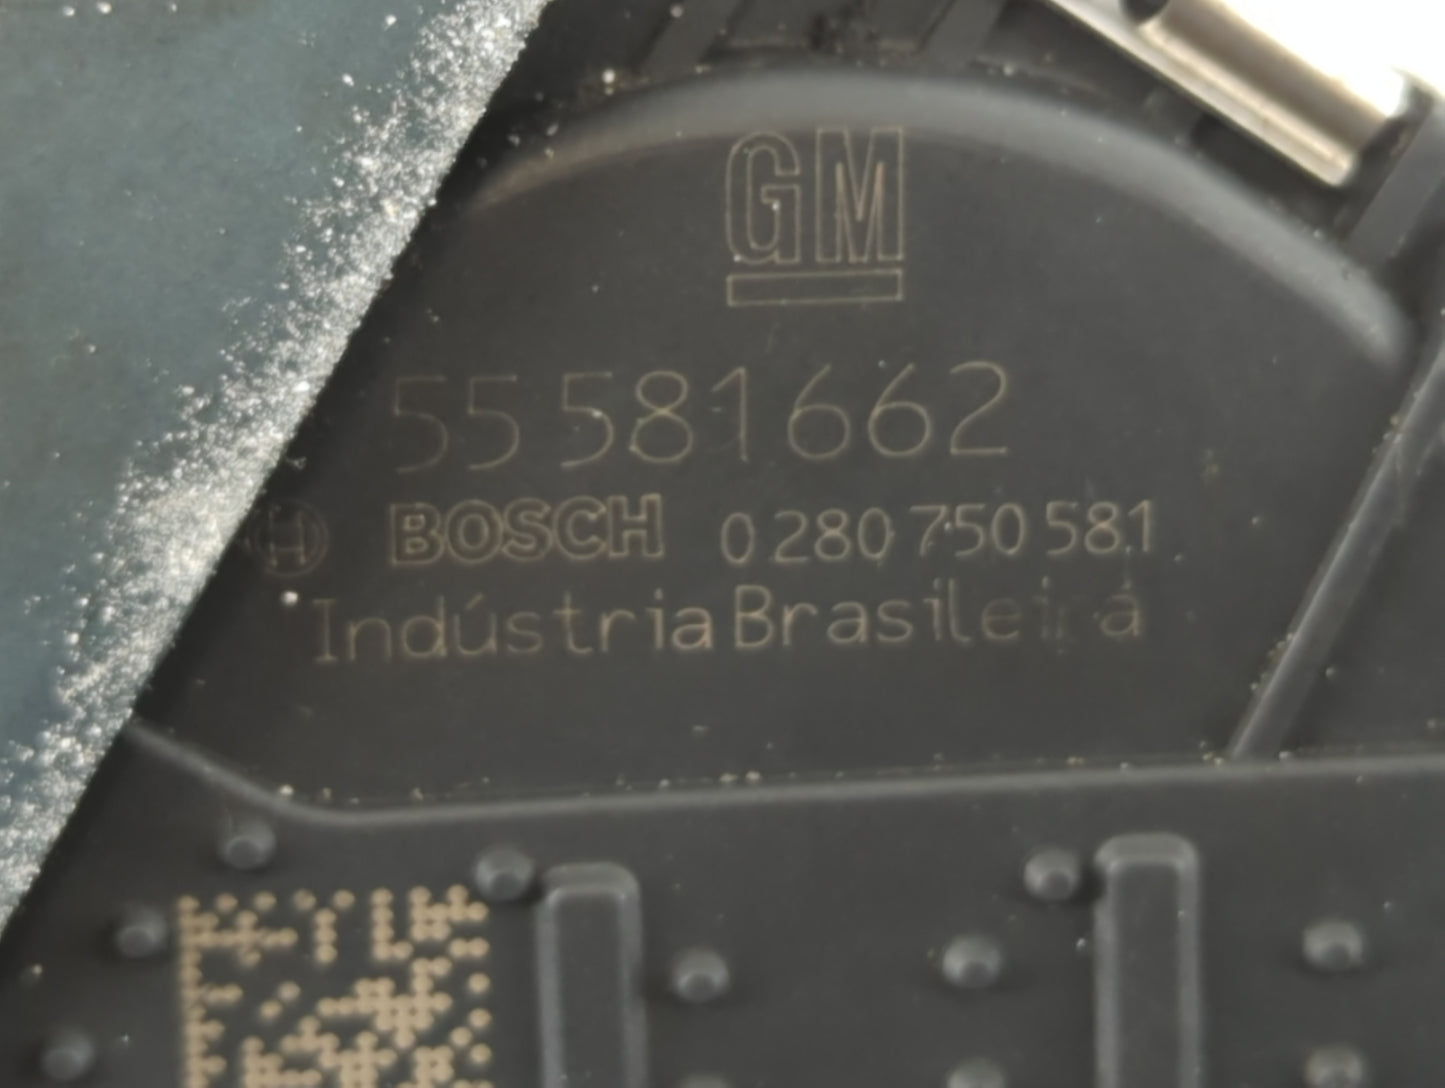 GM
55581662
BOSCH 0 280 750 581
Indústria Brasileira